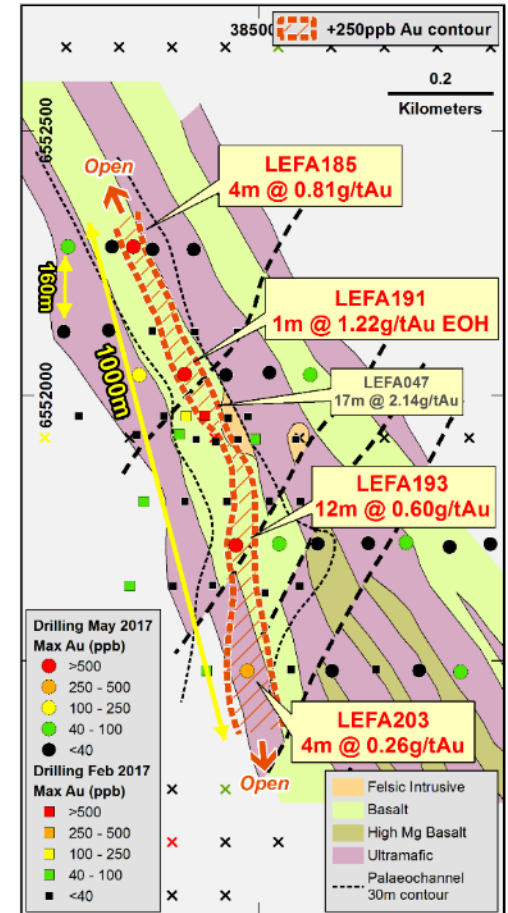 38500
+250ppb Au contour
0.2
Kilometers
6552500
Open
LEFA185
4m @ 0.81g/tAu
160m
1000m
LEFA191
1m @ 1.22g/tAu EOH
LEFA047
17m @ 2.14g/tAu
6552000
LEFA193
12m @ 0.60g/tAu
LEFA203
4m @ 0.26g/tAu
Open
Drilling May 2017
Max Au (ppb)
>500
250 - 500
100 - 250
40 - 100
<40
Drilling Feb 2017
Max Au (ppb)
>500
250 - 500
100 - 250
40 - 100
<40
Felsic Intrusive
Basalt
High Mg Basalt
Ultramafic
Palaeochannel
30m contour